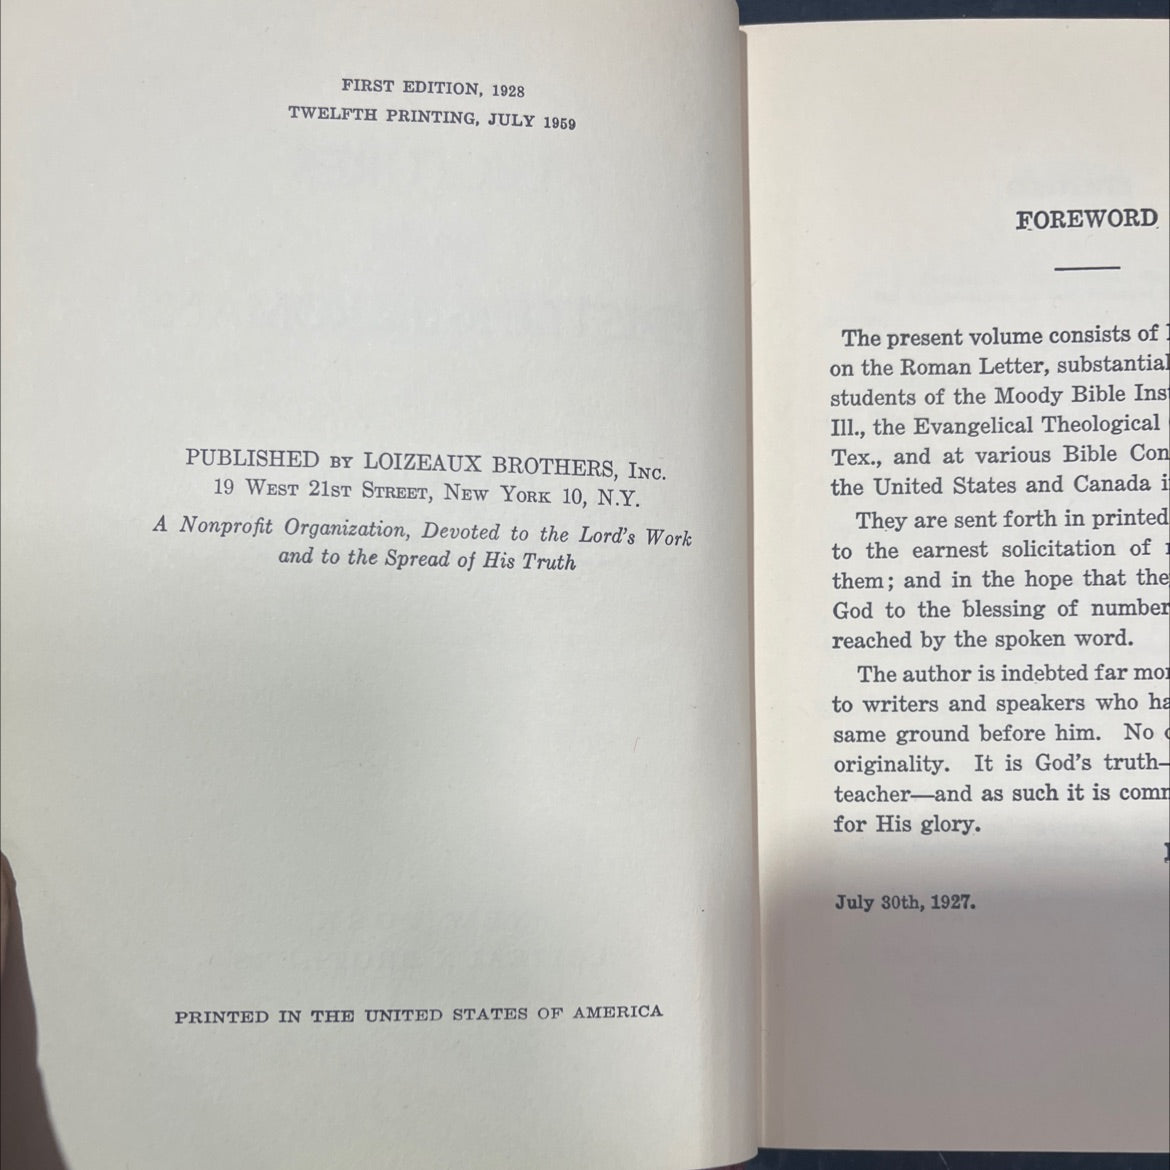 FIRST EDITION, 1928
TWELFTH PRINTING, JULY 1959
PUBLISHED BY LOIZEAUX BROTHERS, INC.
19 WEST 21ST STREET, NEW YORK 10, N.Y.
A Nonprofit Organization, Devoted to the Lord's Work
and to the Spread of His Truth
PRINTED IN THE UNITED STATES OF AMERICA
FOREWORD
The present volume consists of
on the Roman Letter, substantial
students of the Moody Bible Inst
Ill., the Evangelical Theological
Tex., and at various Bible Con
the United States and Canada i
They are sent forth in printed
to the earnest solicitation of
them; and in the hope that the
God to the blessing of number
reached by the spoken word.
The author is indebted far mor
to writers and speakers who ha
same ground before him. No
originality. It is God's truth—
teacher—and as such it is comm
for His glory.
July 30th, 1927.